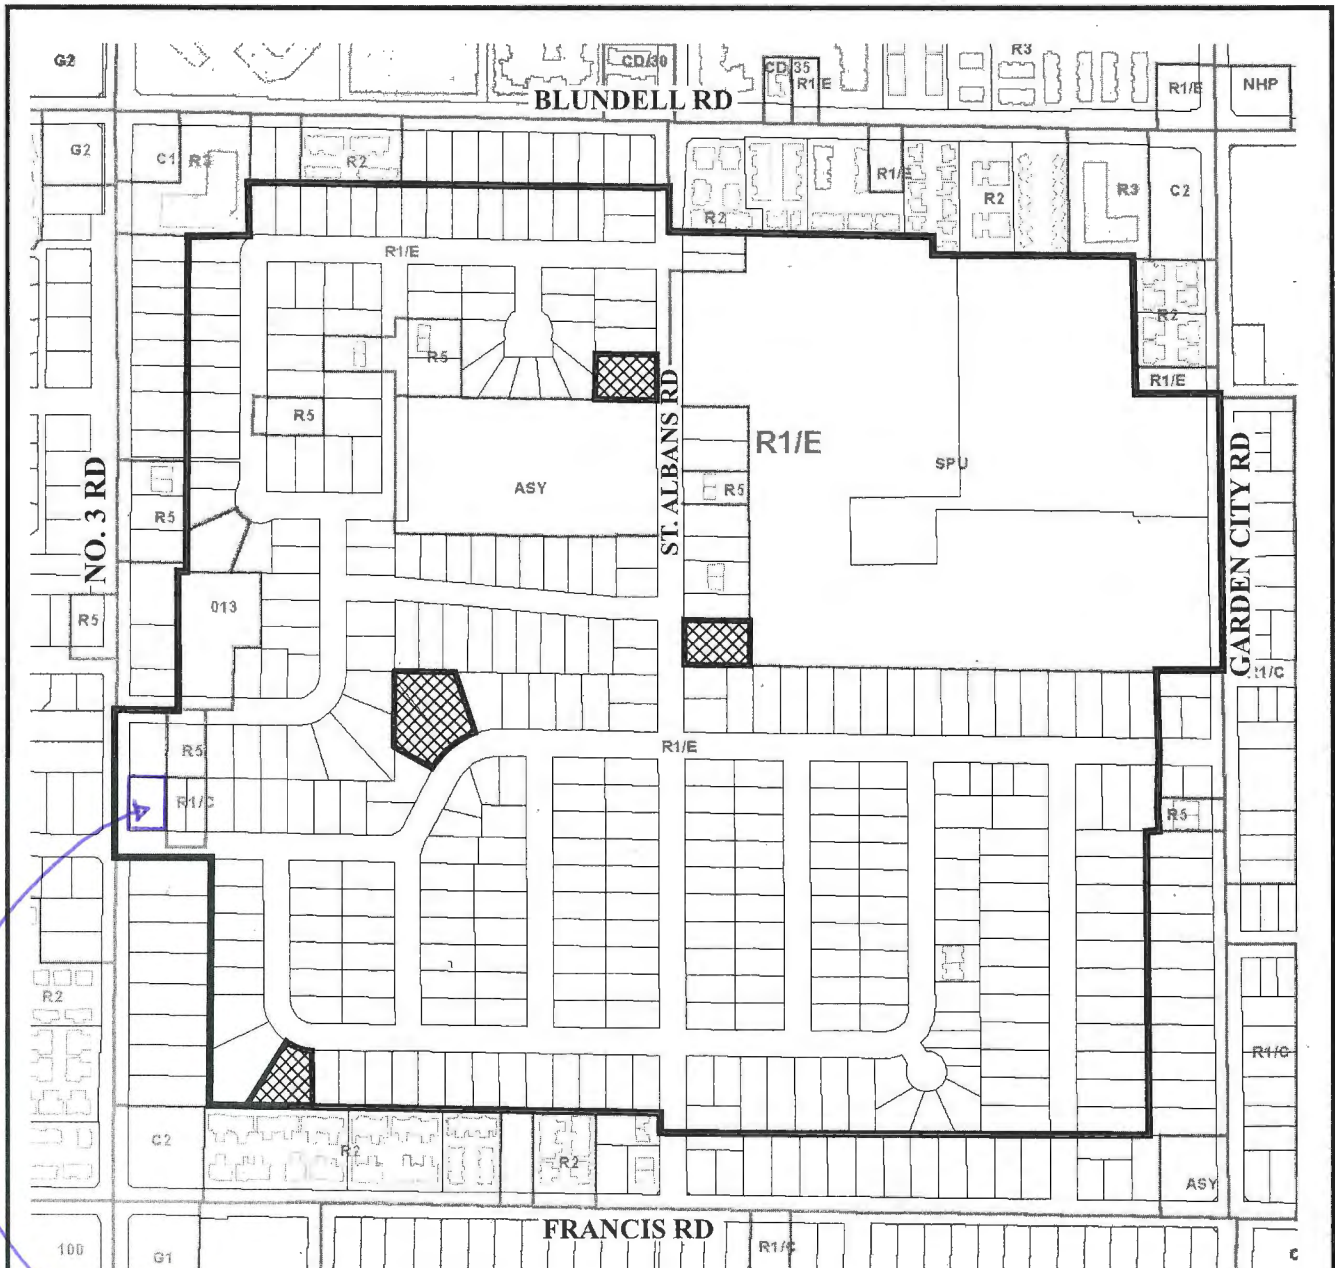 G2
CD/30
R3
CD/35
R1/E
R1/E
NHP
BLUNDELL RD
G2
C1
R3
R2
R1/E
R2
R2
R3
C2
R1/E
R2
R5
R1/E
R5
ST. ALBANS RD
R1/E
SPU
NO. 3 RD
ASY
R5
R5
GARDEN CITY RD
013
R5
R1/C
R5
R1/E
R1/C
R5
R2
R1/C
C2
R2
R2
ASY
FRANCIS RD
100
G1
R1/C
C